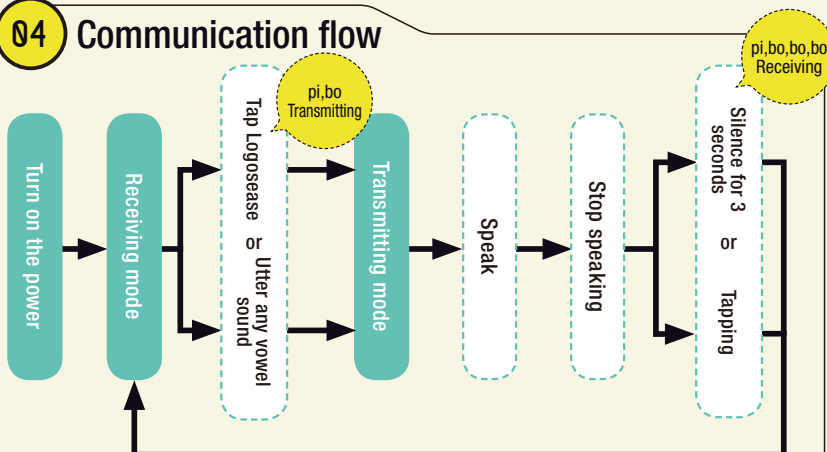 04
Communication flow
Turn on the power
Receiving mode
Tap Logosease
or
Utter any vowel
sound
pi,bo
Transmitting
Transmitting mode
Speak
Stop speaking
Silence for 3
seconds
or
Tapping
pi,bo,bo,bo
Receiving